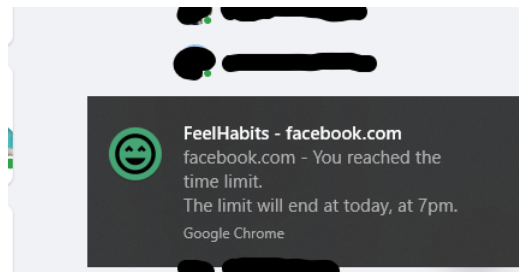 FeelHabits - facebook.com
facebook.com - You reached the
time limit.
The limit will end at today, at 7pm.
Google Chrome